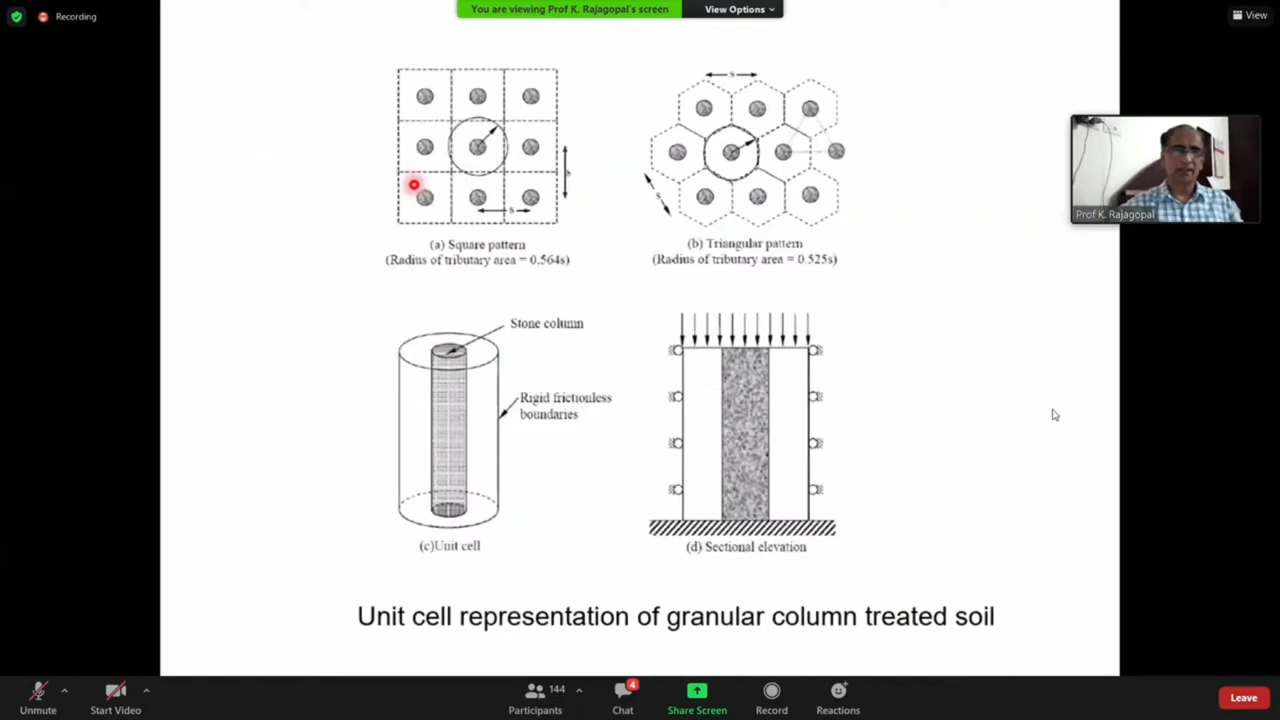 Recording
You are viewing Prof K. Rajagopal's screen
View Options
View
s
s
s
s
(a) Square pattern
(Radius of tributary area = 0.564s)
(b) Triangular pattern
(Radius of tributary area = 0.525s)
Prof K. Rajagopal
Stone column
Rigid frictionless
boundaries
(c)Unit cell
(d) Sectional elevation
Unit cell representation of granular column treated soil
Unmute
Start Video
144
Participants
4
Chat
Share Screen
Record
Reactions
Leave